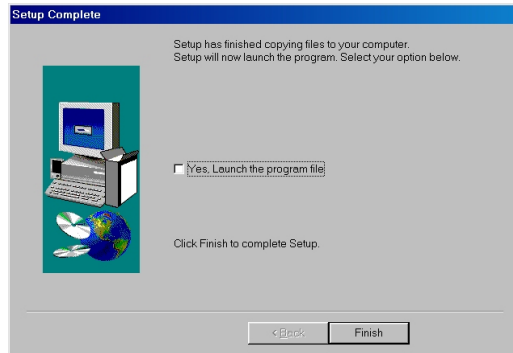 Setup Complete
Setup has finished copying files to your computer.
Setup will now launch the program. Select your option below.
Yes, Launch the program file
Click Finish to complete Setup.
< Back
Finish